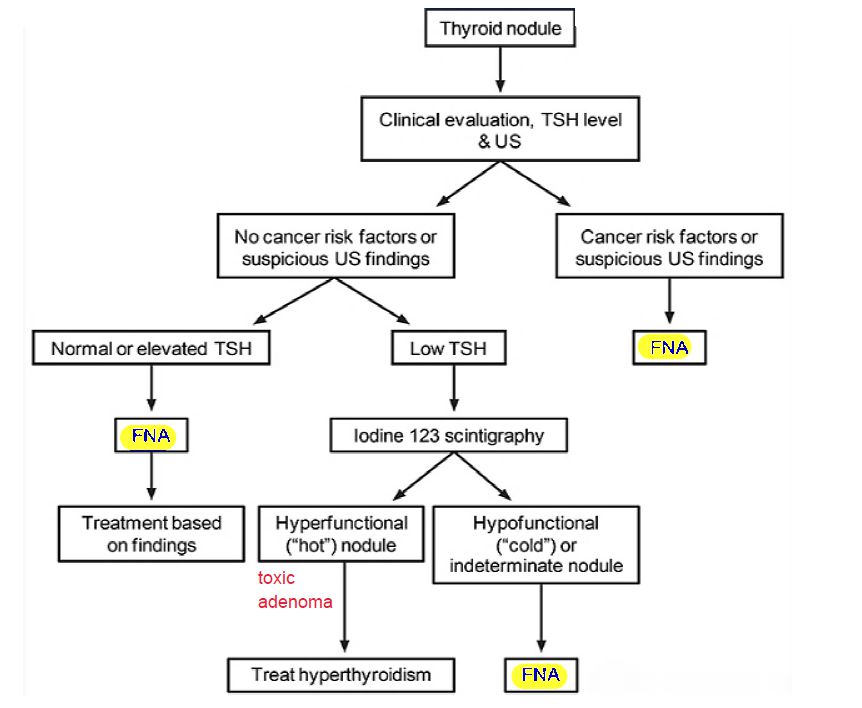 Thyroid nodule
Clinical evaluation, TSH level
& US
No cancer risk factors or
suspicious US findings
Cancer risk factors or
suspicious US findings
Normal or elevated TSH
Low TSH
FNA
FNA
Iodine 123 scintigraphy
Treatment based
on findings
Hyperfunctional
(“hot”) nodule
Hypofunctional
(“cold”) or
indeterminate nodule
toxic
adenoma
Treat hyperthyroidism
FNA